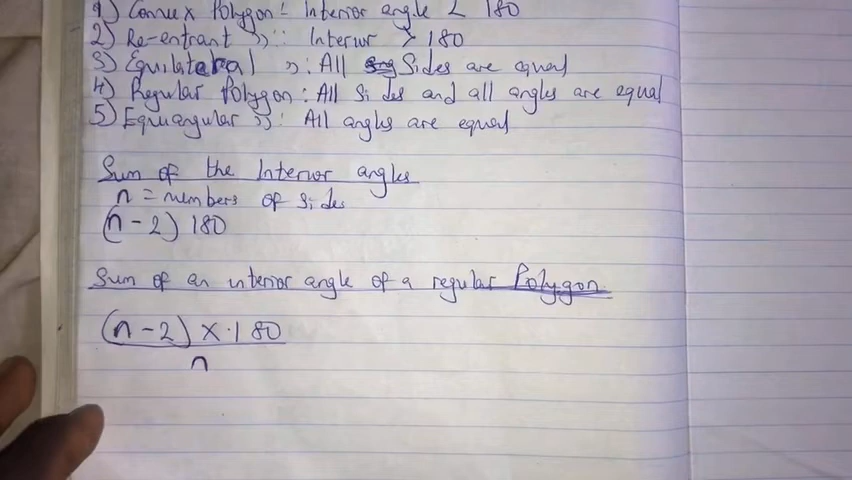 1) Convex Polygon: Interior angle < 180
2) Re-entrant ,, : Interior > 180
3) Equilateral ,, : All Sides are equal
4) Regular Polygon : All Sides and all angles are equal
5) Equiangular ,, : All angles are equal
Sum of the Interior angles
n = numbers of sides
(n - 2) 180
Sum of an interior angle of a regular Polygon
(n - 2) x 180
n